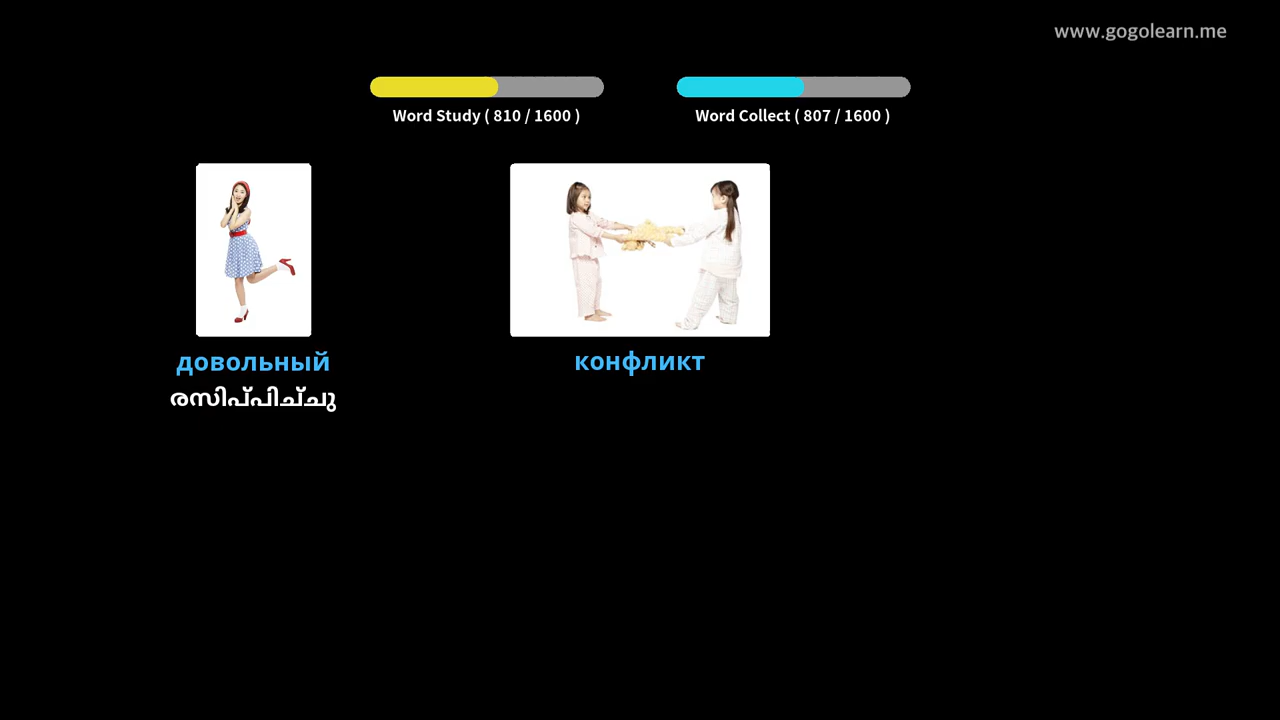 www.gogolearn.me
Word Study ( 810 / 1600 )
Word Collect ( 807 / 1600 )
довольный
конфликт
രസിപ്പിച്ചു